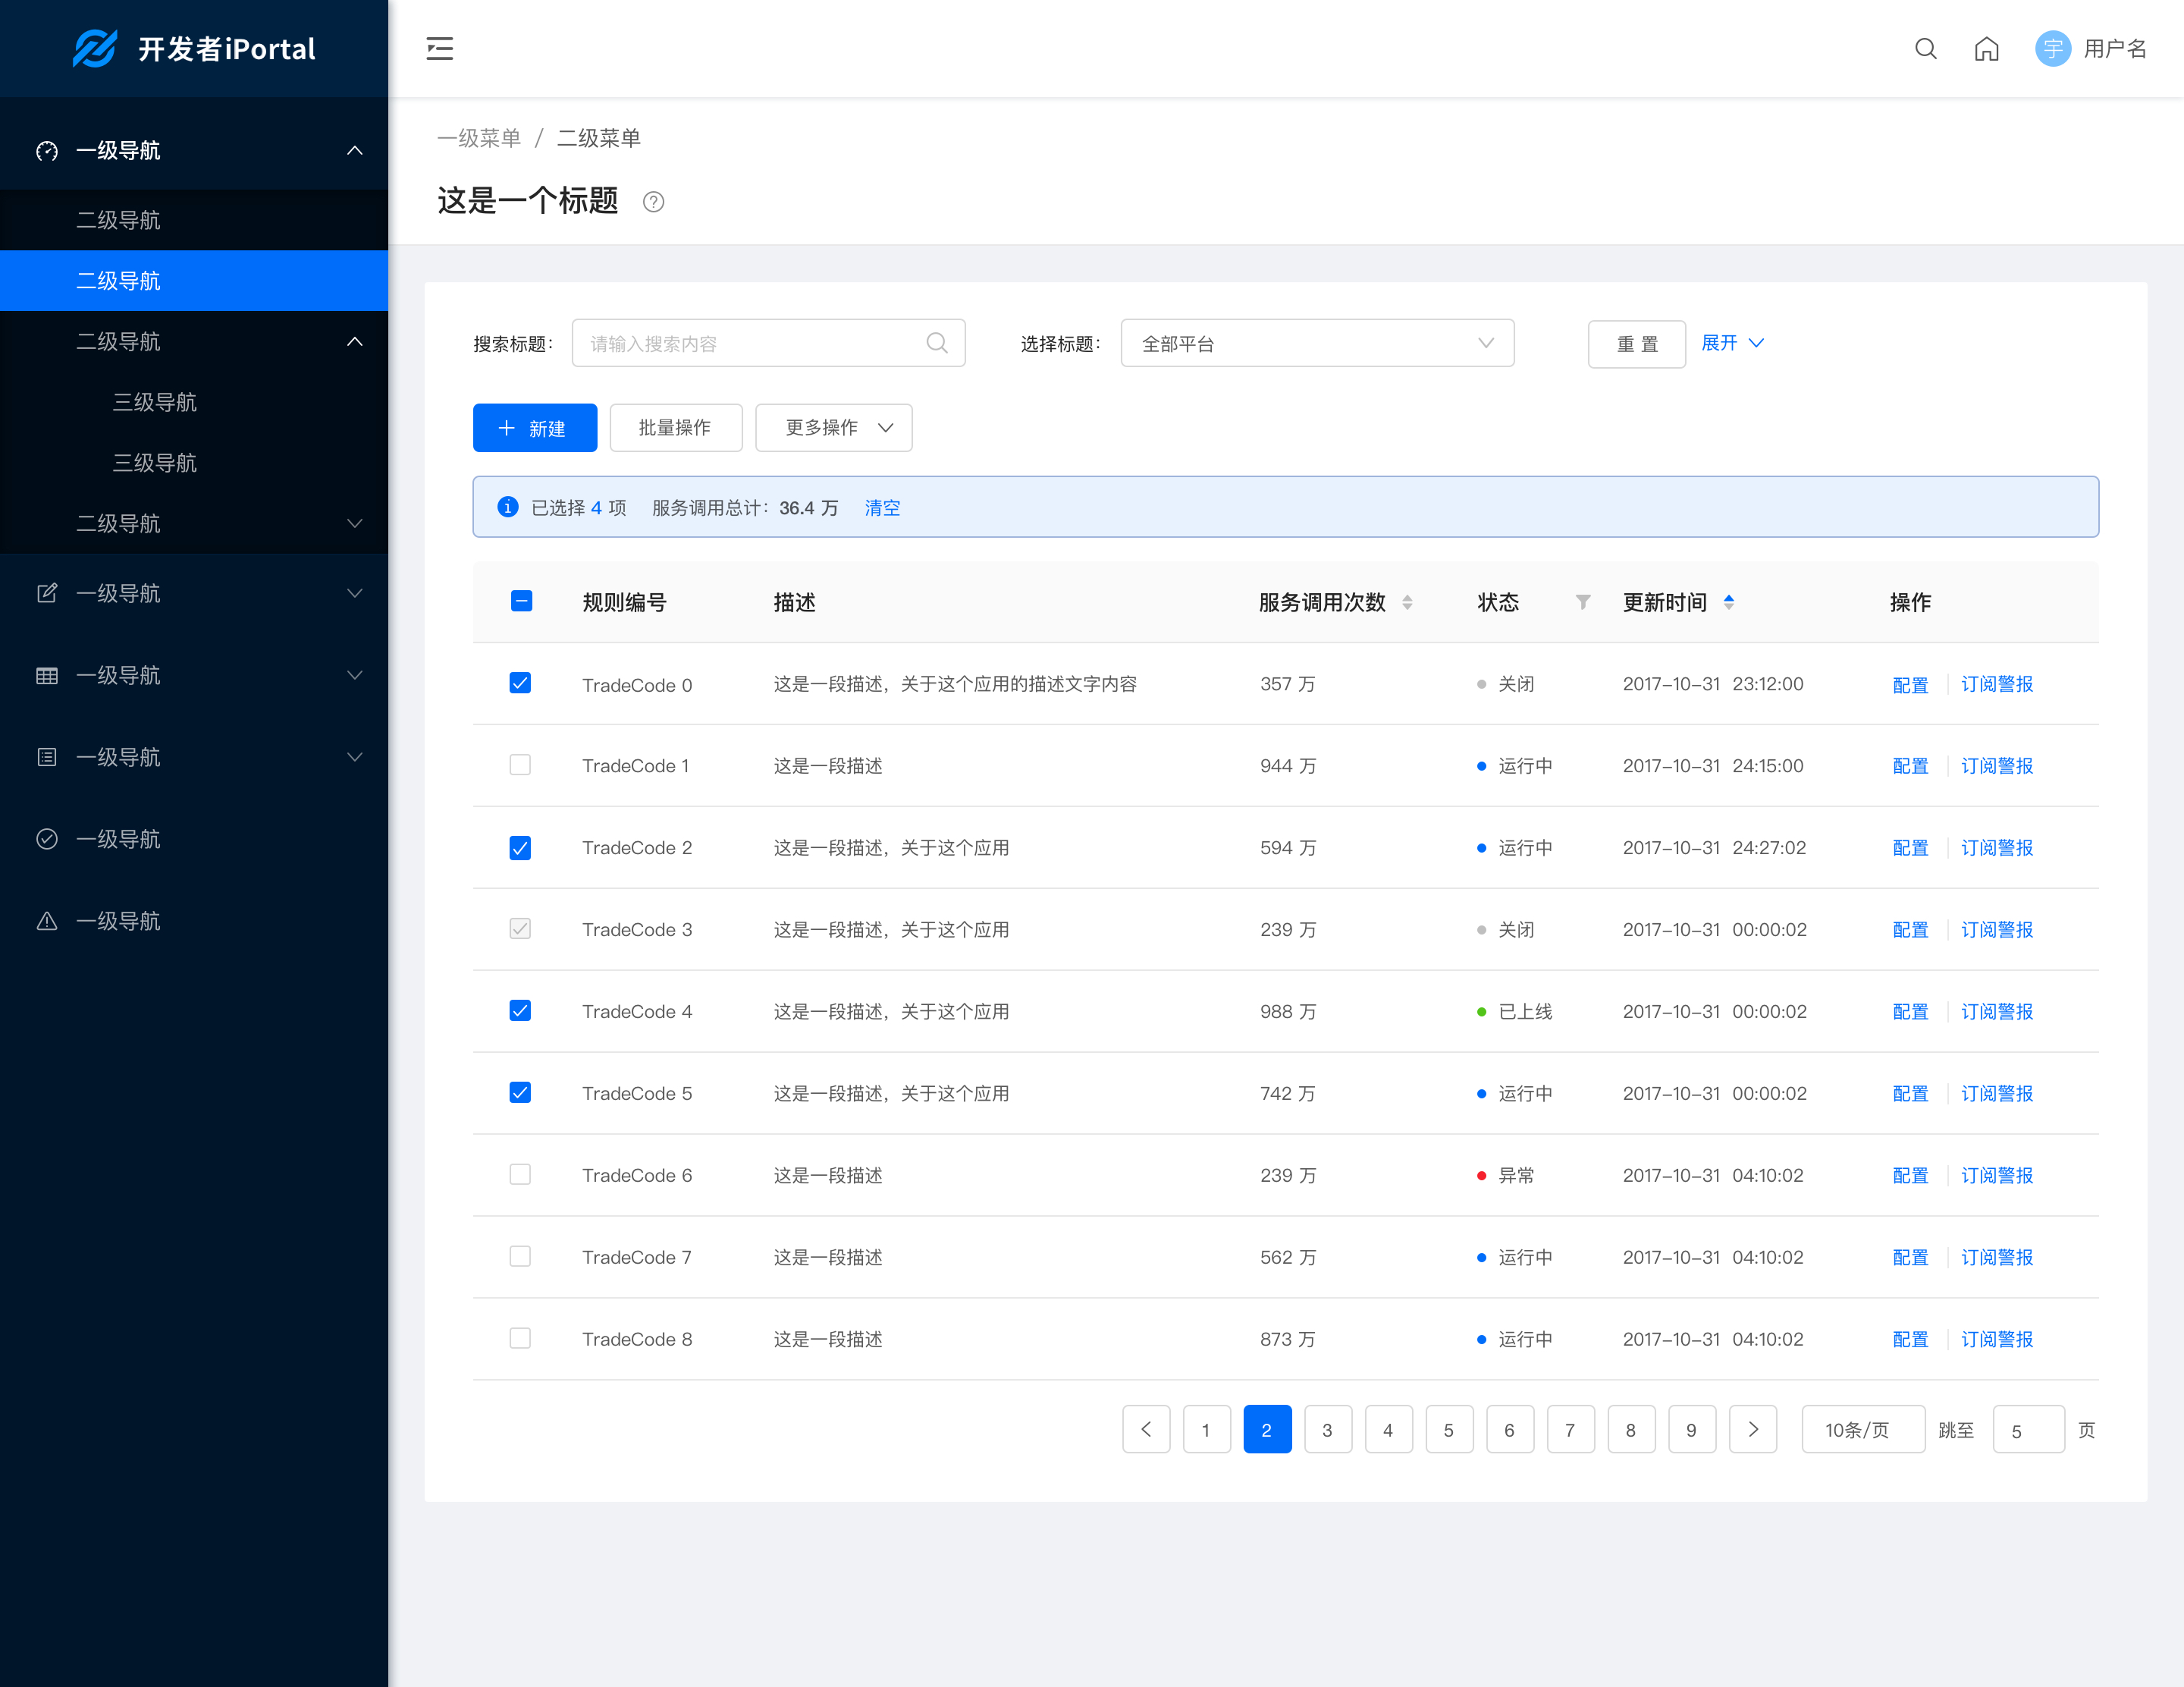 开发者iPortal
用户名
宇
一级导航
二级导航
二级导航
二级导航
三级导航
三级导航
二级导航
一级导航
一级导航
一级导航
一级导航
一级导航
一级菜单 / 二级菜单
这是一个标题
搜索标题: 请输入搜索内容 选择标题: 全部平台 重 置 展开
新建 批量操作 更多操作
已选择 4 项 服务调用总计: 36.4 万 清空
规则编号 描述 服务调用次数 状态 更新时间 操作
TradeCode 0 这是一段描述，关于这个应用的描述文字内容 357 万 关闭 2017-10-31 23:12:00 配置 订阅警报
TradeCode 1 这是一段描述 944 万 运行中 2017-10-31 24:15:00 配置 订阅警报
TradeCode 2 这是一段描述，关于这个应用 594 万 运行中 2017-10-31 24:27:02 配置 订阅警报
TradeCode 3 这是一段描述，关于这个应用 239 万 关闭 2017-10-31 00:00:02 配置 订阅警报
TradeCode 4 这是一段描述，关于这个应用 988 万 已上线 2017-10-31 00:00:02 配置 订阅警报
TradeCode 5 这是一段描述，关于这个应用 742 万 运行中 2017-10-31 00:00:02 配置 订阅警报
TradeCode 6 这是一段描述 239 万 异常 2017-10-31 04:10:02 配置 订阅警报
TradeCode 7 这是一段描述 562 万 运行中 2017-10-31 04:10:02 配置 订阅警报
TradeCode 8 这是一段描述 873 万 运行中 2017-10-31 04:10:02 配置 订阅警报
1 2 3 4 5 6 7 8 9 10条/页 跳至 5 页